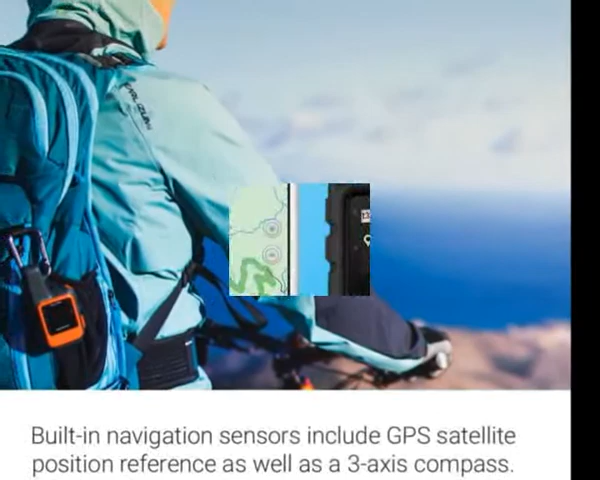 Built-in navigation sensors include GPS satellite
position reference as well as a 3-axis compass.